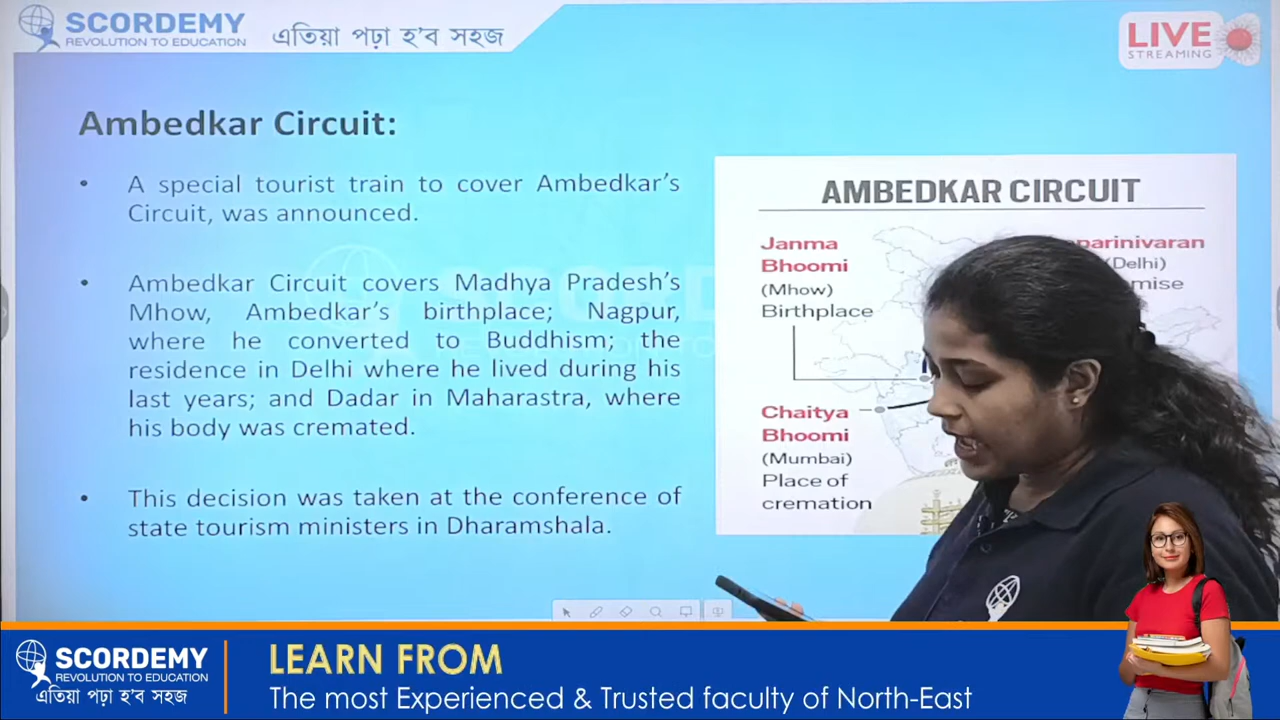 SCORDEMY
REVOLUTION TO EDUCATION
এতিয়া পঢ়া হ'ব সহজ
LIVE
STREAMING
Ambedkar Circuit:
• A special tourist train to cover Ambedkar's
Circuit, was announced.
• Ambedkar Circuit covers Madhya Pradesh's
Mhow, Ambedkar's birthplace; Nagpur,
where he converted to Buddhism; the
residence in Delhi where he lived during his
last years; and Dadar in Maharastra, where
his body was cremated.
• This decision was taken at the conference of
state tourism ministers in Dharamshala.
AMBEDKAR CIRCUIT
Janma
Bhoomi
(Mhow)
Birthplace
(Delhi)
Chaitya
Bhoomi
(Mumbai)
Place of
cremation
SCORDEMY
REVOLUTION TO EDUCATION
এতিয়া পঢ়া হ'ব সহজ
LEARN FROM
The most Experienced & Trusted faculty of North-East